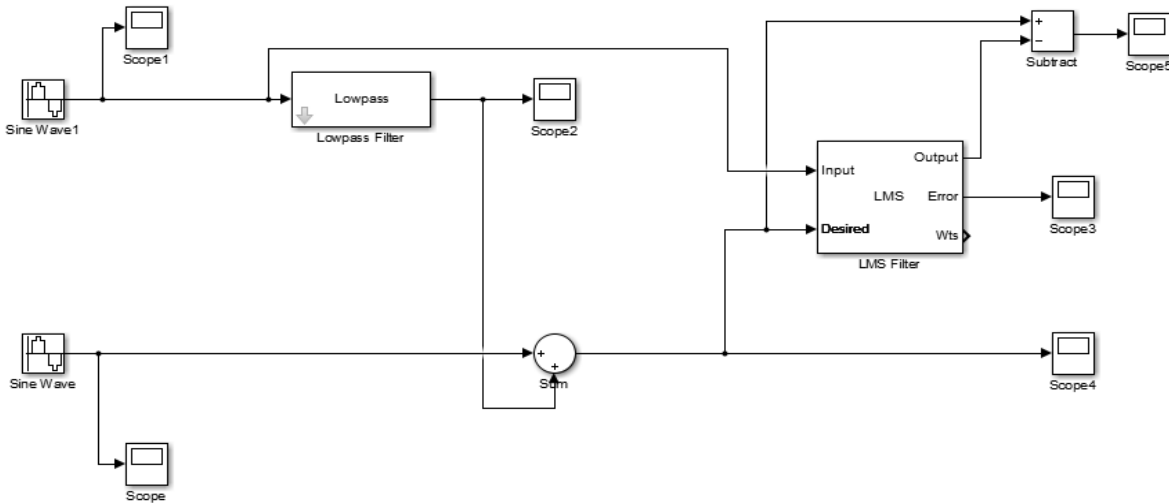 Scope1
Sine Wave1
Lowpass
Lowpass Filter
Scope2
+
−
Subtract
Scope5
Input
Output
LMS
Error
Desired
Wts
LMS Filter
Scope3
Sine Wave
+
+
Sum
Scope4
Scope